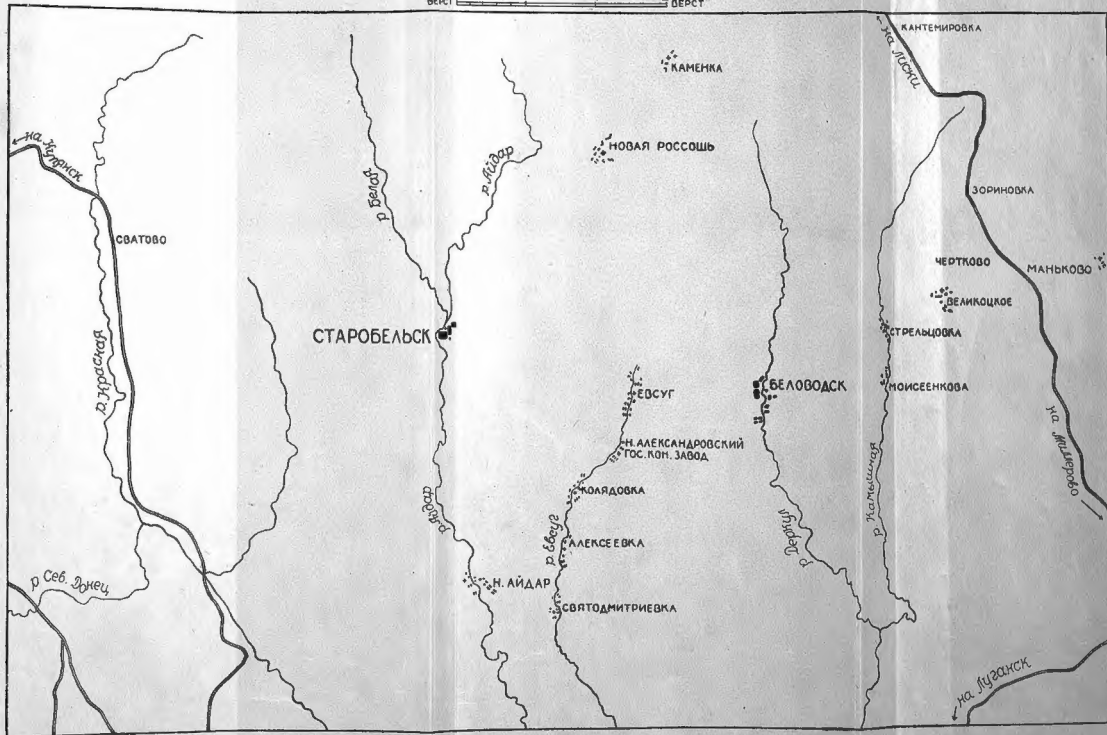 ВЕРСТ ВЕРСТ
КАНТЕМИРОВКА
на Лиски
КАМЕНКА
на Купянск
р. Айдар
НОВАЯ РОССОШЬ
р. Белая
ЗОРИНОВКА
СВАТОВО
ЧЕРТКОВО
МАНЬКОВО
ВЕЛИКОЦКОЕ
СТАРОБЕЛЬСК
СТРЕЛЬЦОВКА
р. Красная
ЕВСУГ
БЕЛОВОДСК
МОИСЕЕНКОВА
на Миллерово
Н. АЛЕКСАНДРОВСКИЙ
ГОС. КОН. ЗАВОД
КОЛЯДОВКА
р. Айдар
р. Евсуг
АЛЕКСЕЕВКА
р. Деркул
р. Камышная
р. Сев. Донец
Н. АЙДАР
СВЯТОДМИТРИЕВКА
на Луганск